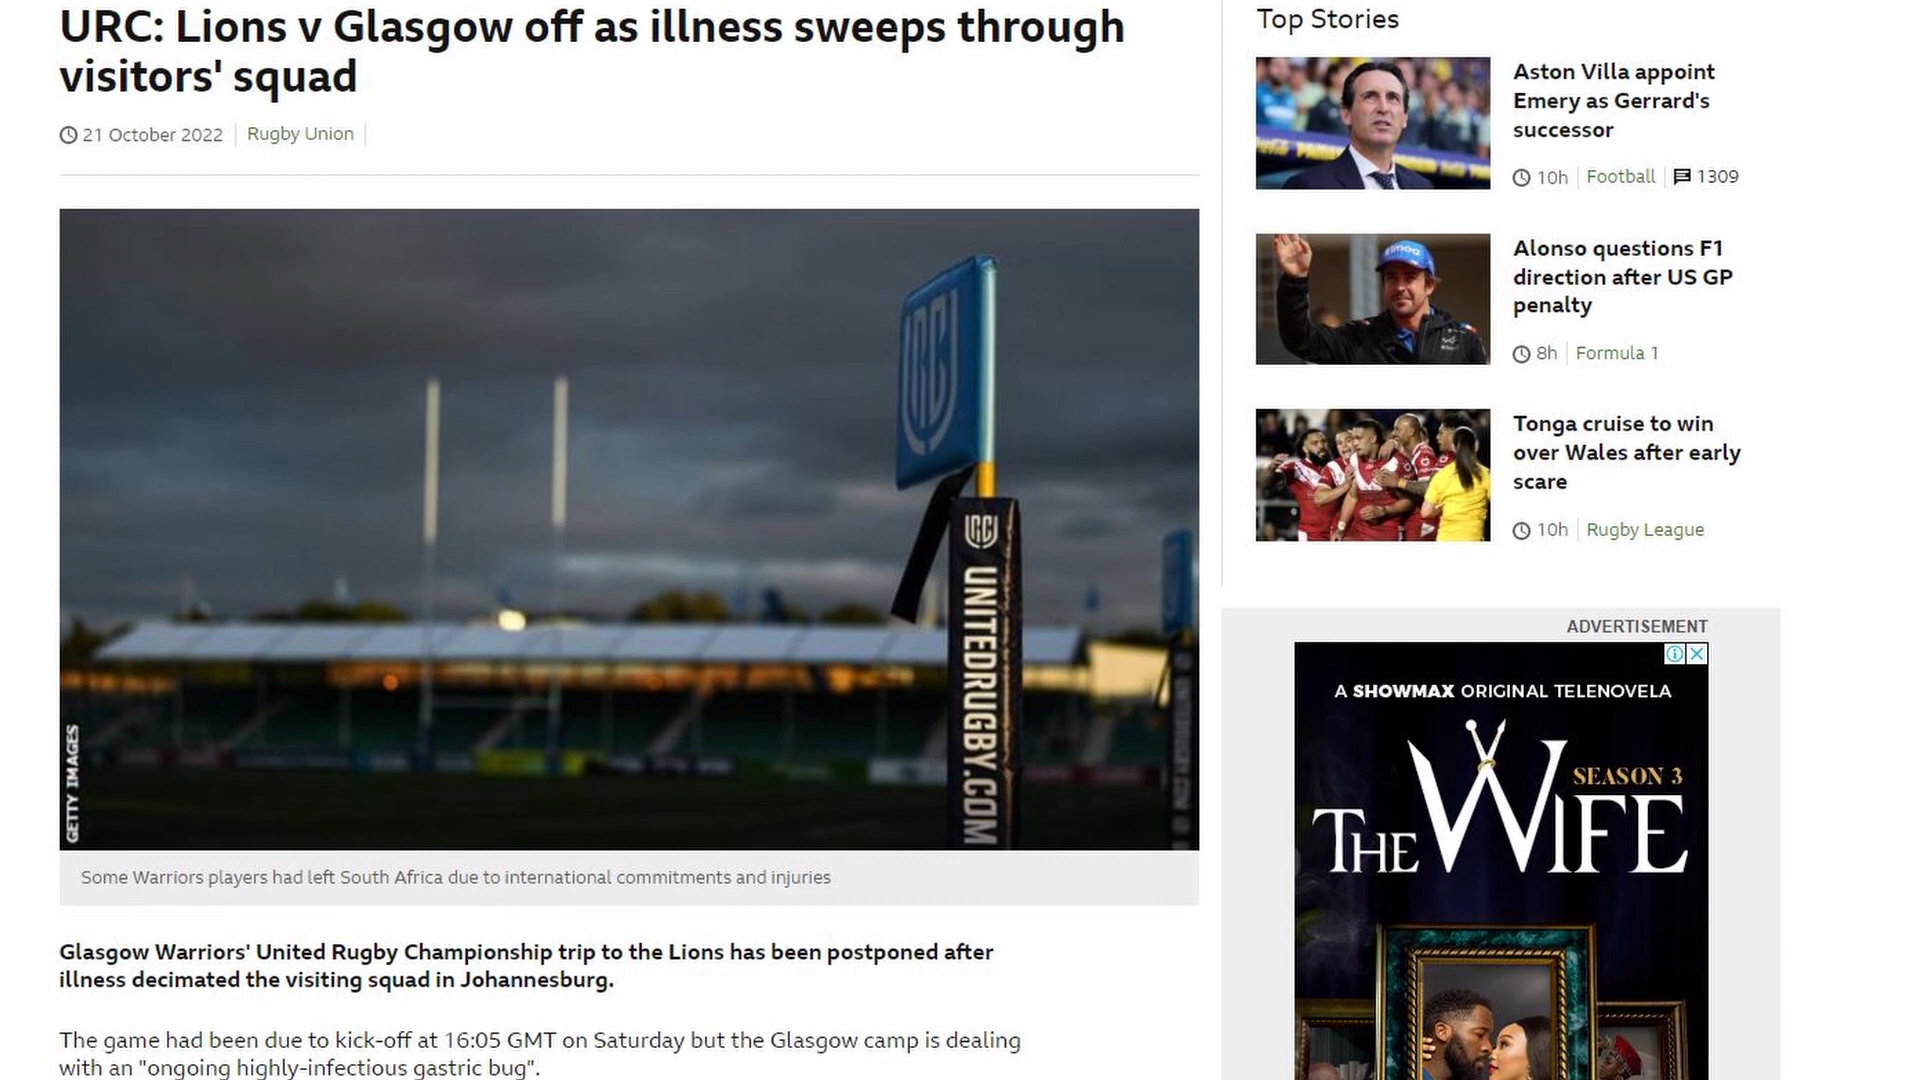 URC: Lions v Glasgow off as illness sweeps through
visitors' squad
21 October 2022
Rugby Union
UNITEDRUGBY.COM
GETTY IMAGES
Some Warriors players had left South Africa due to international commitments and injuries
Glasgow Warriors' United Rugby Championship trip to the Lions has been postponed after
illness decimated the visiting squad in Johannesburg.
The game had been due to kick-off at 16:05 GMT on Saturday but the Glasgow camp is dealing
with an "ongoing highly-infectious gastric bug".
Top Stories
Aston Villa appoint
Emery as Gerrard's
successor
10h
Football
1309
Alonso questions F1
direction after US GP
penalty
8h
Formula 1
Tonga cruise to win
over Wales after early
scare
10h
Rugby League
ADVERTISEMENT
A SHOWMAX ORIGINAL TELENOVELA
THE WIFE
SEASON 3